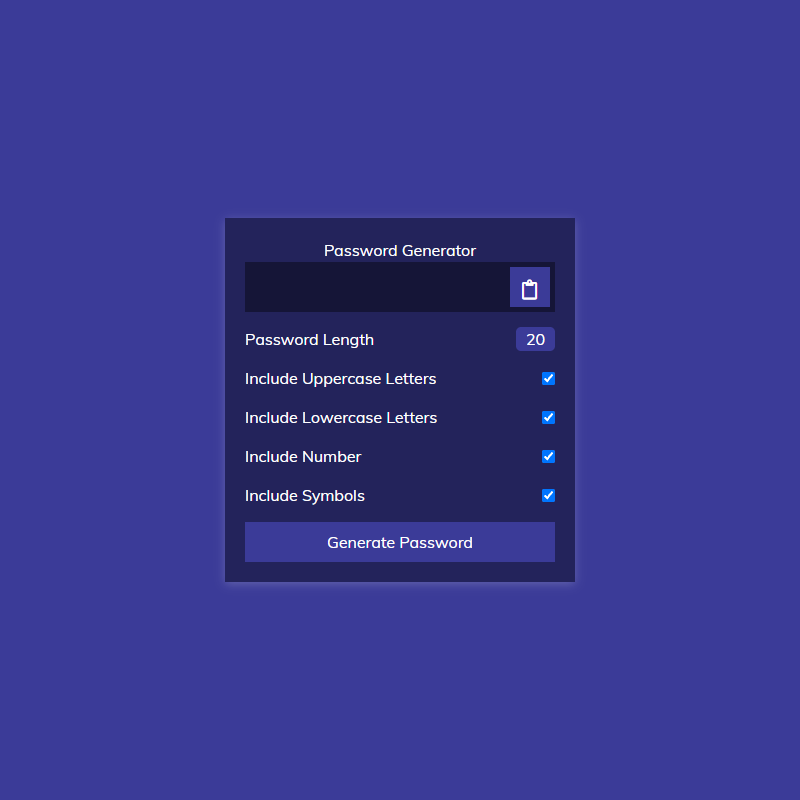 Password Generator
Password Length 20
Include Uppercase Letters
Include Lowercase Letters
Include Number
Include Symbols
Generate Password